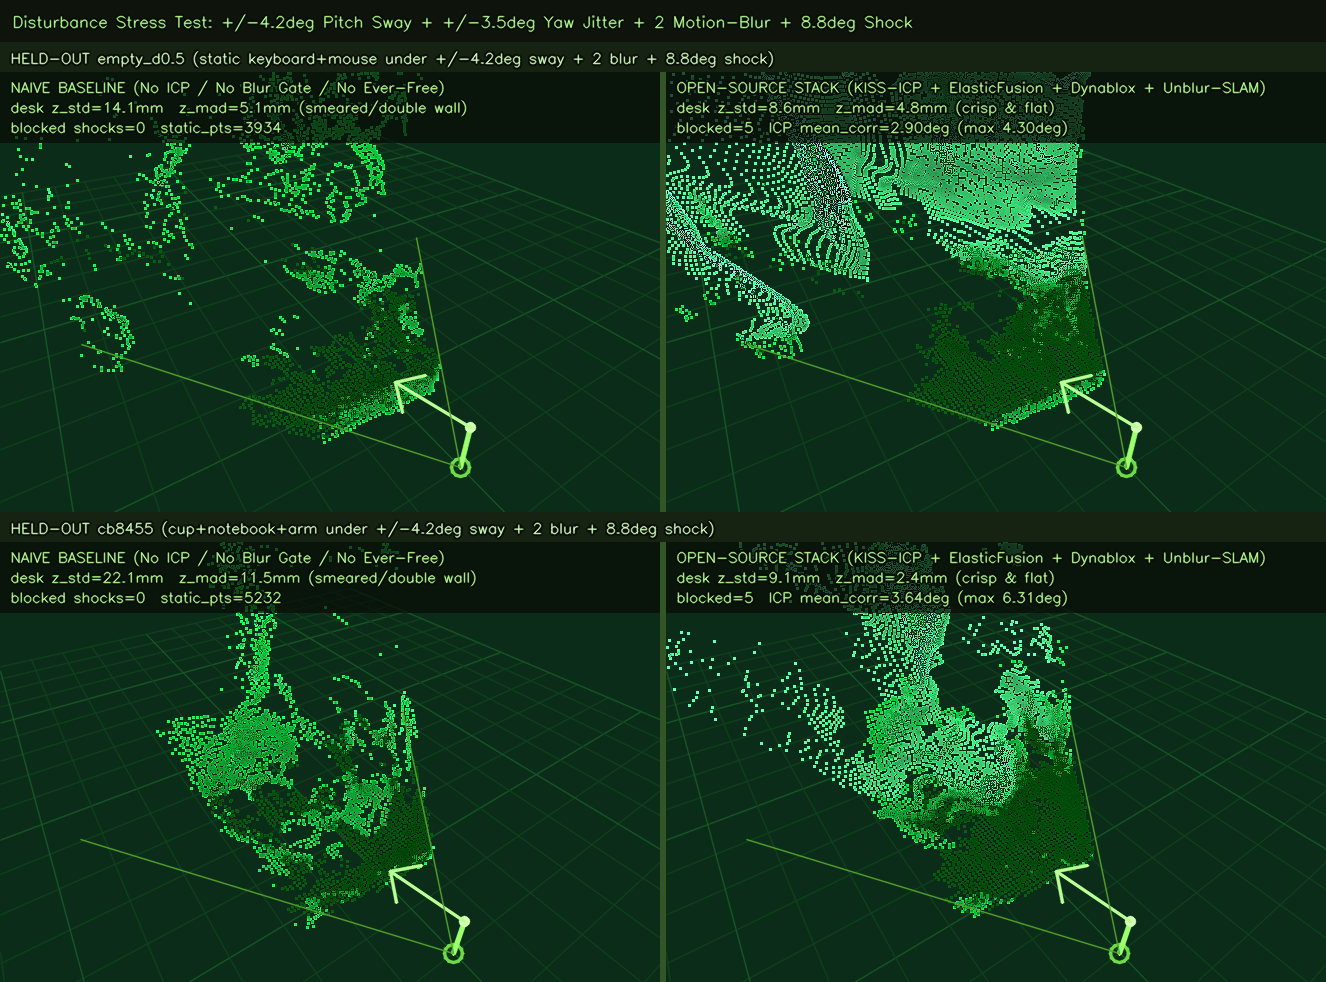 Disturbance Stress Test: +/-4.2deg Pitch Sway + +/-3.5deg Yaw Jitter + 2 Motion-Blur + 8.8deg Shock
HELD-OUT empty_d0.5 (static keyboard+mouse under +/-4.2deg sway + 2 blur + 8.8deg shock)
NAIVE BASELINE (No ICP / No Blur Gate / No Ever-Free)
desk z_std=14.1mm z_mad=5.1mm (smeared/double wall)
blocked shocks=0 static_pts=3934
OPEN-SOURCE STACK (KISS-ICP + ElasticFusion + Dynablox + Unblur-SLAM)
desk z_std=8.6mm z_mad=4.8mm (crisp & flat)
blocked=5 ICP mean_corr=2.90deg (max 4.30deg)
HELD-OUT cb8455 (cup+notebook+arm under +/-4.2deg sway + 2 blur + 8.8deg shock)
NAIVE BASELINE (No ICP / No Blur Gate / No Ever-Free)
desk z_std=22.1mm z_mad=11.5mm (smeared/double wall)
blocked shocks=0 static_pts=5232
OPEN-SOURCE STACK (KISS-ICP + ElasticFusion + Dynablox + Unblur-SLAM)
desk z_std=9.1mm z_mad=2.4mm (crisp & flat)
blocked=5 ICP mean_corr=3.64deg (max 6.31deg)